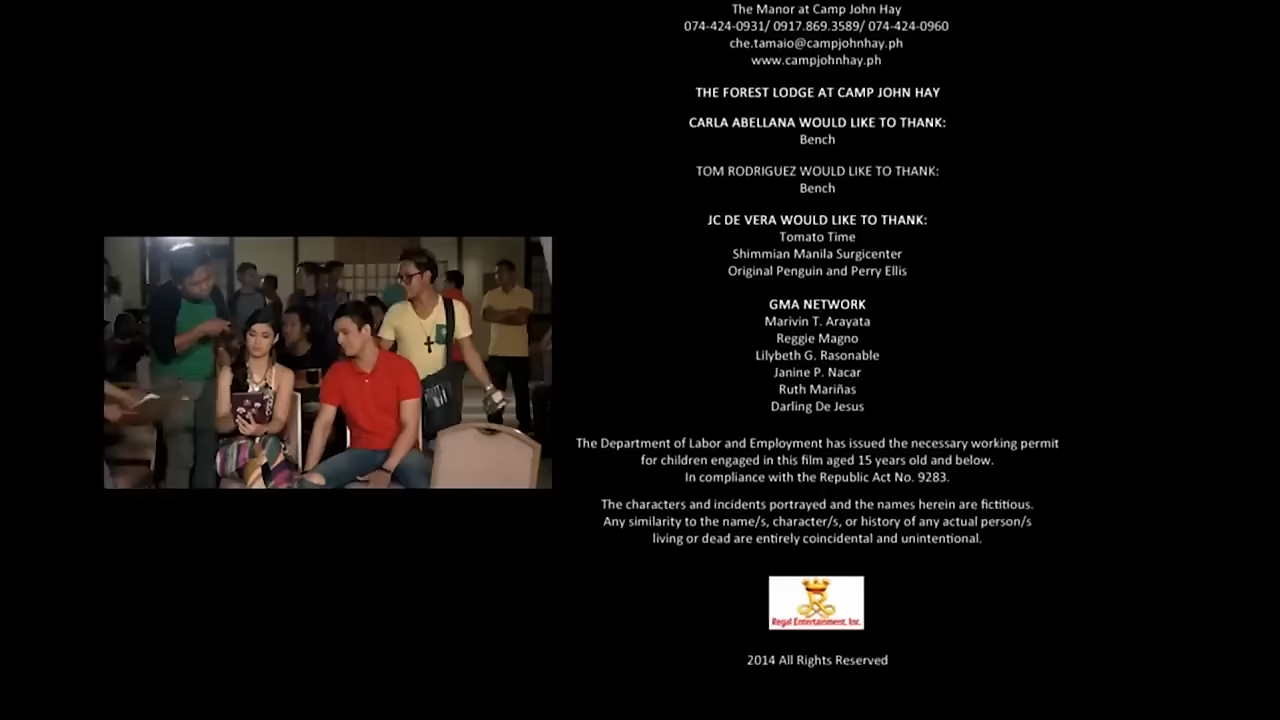 The Manor at Camp John Hay
074-424-0931/ 0917.869.3589/ 074-424-0960
che.tamaio@campjohnhay.ph
www.campjohnhay.ph
THE FOREST LODGE AT CAMP JOHN HAY
CARLA ABELLANA WOULD LIKE TO THANK:
Bench
TOM RODRIGUEZ WOULD LIKE TO THANK:
Bench
JC DE VERA WOULD LIKE TO THANK:
Tomato Time
Shimmian Manila Surgicenter
Original Penguin and Perry Ellis
GMA NETWORK
Marivin T. Arayata
Reggie Magno
Lilybeth G. Rasonable
Janine P. Nacar
Ruth Mariñas
Darling De Jesus
The Department of Labor and Employment has issued the necessary working permit
for children engaged in this film aged 15 years old and below.
In compliance with the Republic Act No. 9283.
The characters and incidents portrayed and the names herein are fictitious.
Any similarity to the name/s, character/s, or history of any actual person/s
living or dead are entirely coincidental and unintentional.
R
Regal Entertainment, Inc.
2014 All Rights Reserved